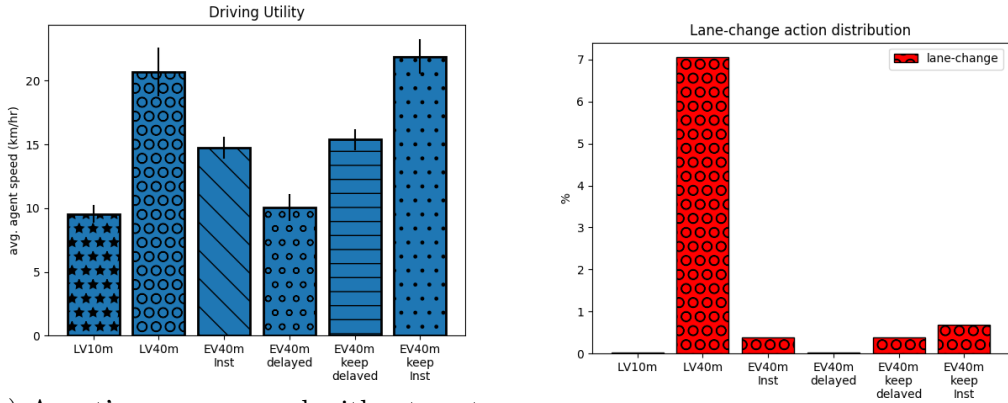 Driving Utility
avg. agent speed (km/hr)
20
15
10
5
0
LV10m
LV40m
EV40m
Inst
EV40m
delayed
EV40m
keep
delayed
EV40m
keep
Inst
Lane-change action distribution
lane-change
%
7
6
5
4
3
2
1
0
LV10m
LV40m
EV40m
Inst
EV40m
delayed
EV40m
keep
delayed
EV40m
keep
Inst